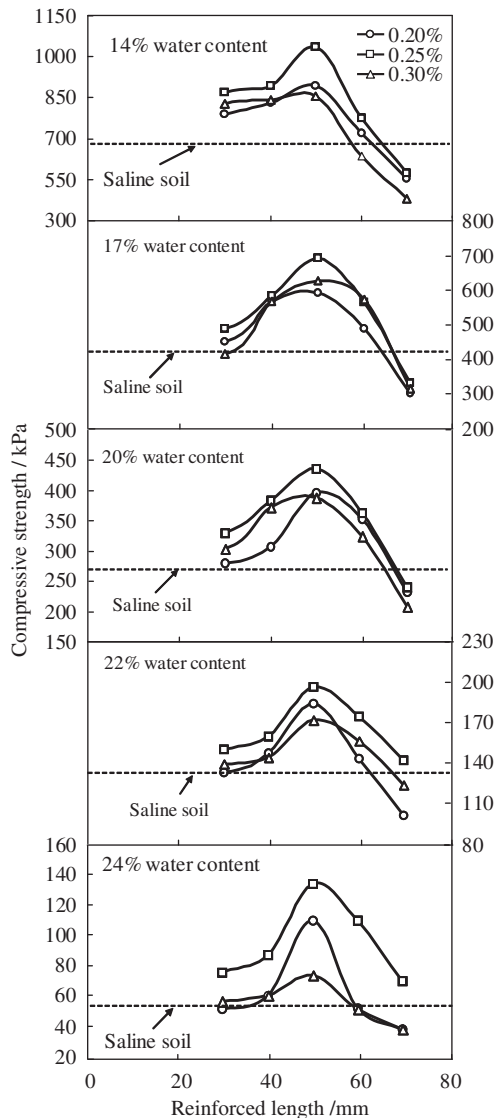 1150
14% water content
0.20%
0.25%
0.30%
1000
850
700
Saline soil
550
300
800
17% water content
700
600
500
400
Saline soil
300
200
Compressive strength / kPa
500
20% water content
450
400
350
300
250
Saline soil
200
150
230
22% water content
200
170
140
110
Saline soil
80
160
24% water content
140
120
100
80
60
40
Saline soil
20
0 20 40 60 80
Reinforced length /mm